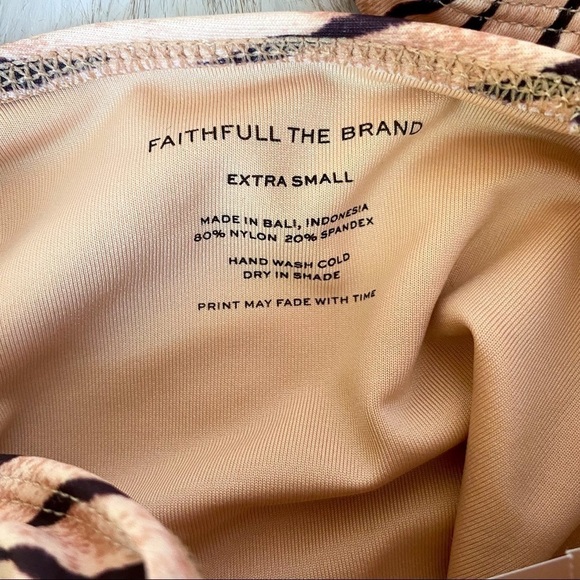 FAITHFULL THE BRAND
EXTRA SMALL
MADE IN BALI, INDONESIA
80% NYLON 20% SPANDEX
HAND WASH COLD
DRY IN SHADE
PRINT MAY FADE WITH TIME